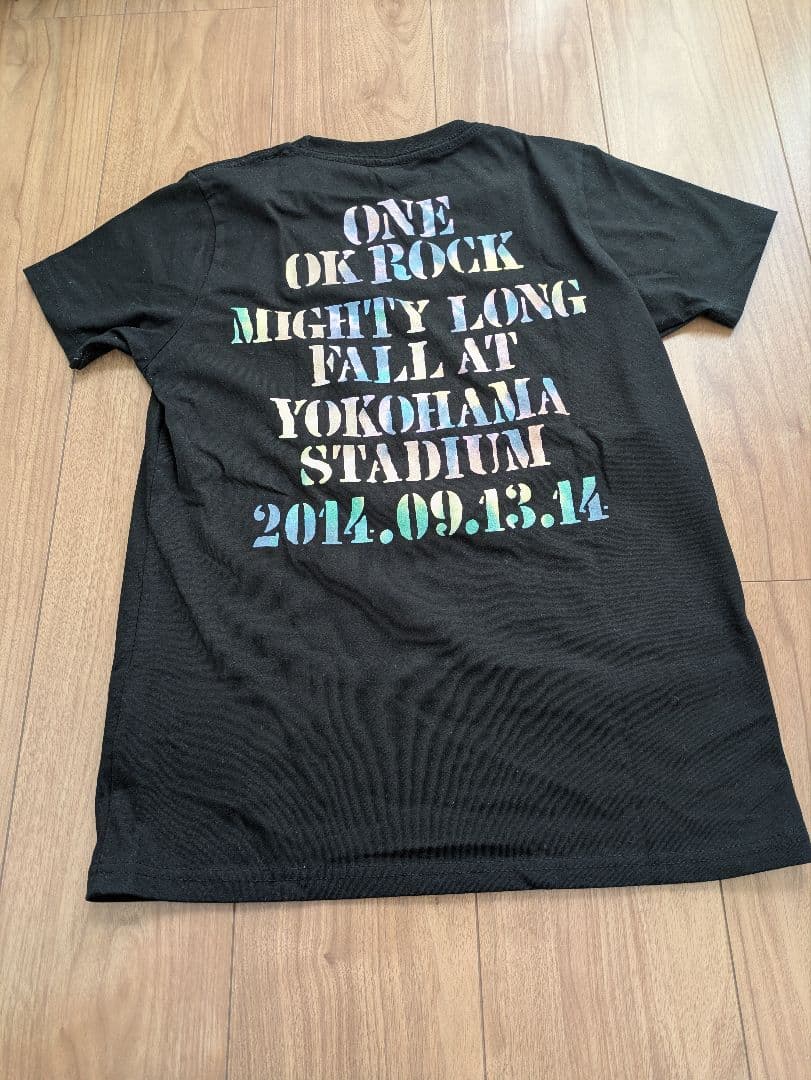 ONE
OK ROCK
MIGHTY LONG
FALL AT
YOKOHAMA
STADIUM
2014.09.13.14